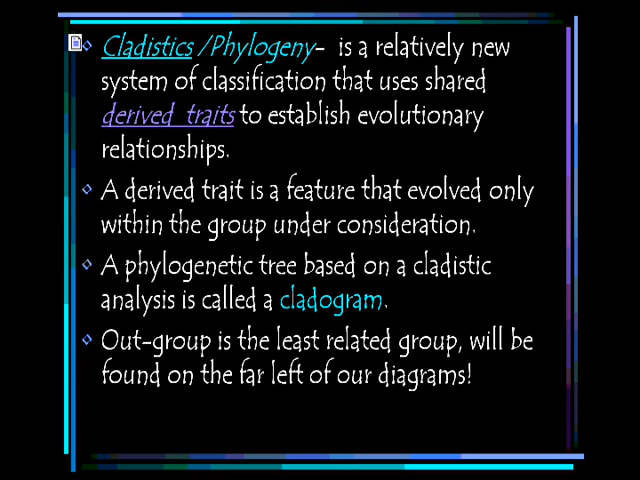 Cladistics /Phylogeny- is a relatively new
system of classification that uses shared
derived traits to establish evolutionary
relationships.
A derived trait is a feature that evolved only
within the group under consideration.
A phylogenetic tree based on a cladistic
analysis is called a cladogram.
Out-group is the least related group, will be
found on the far left of our diagrams!